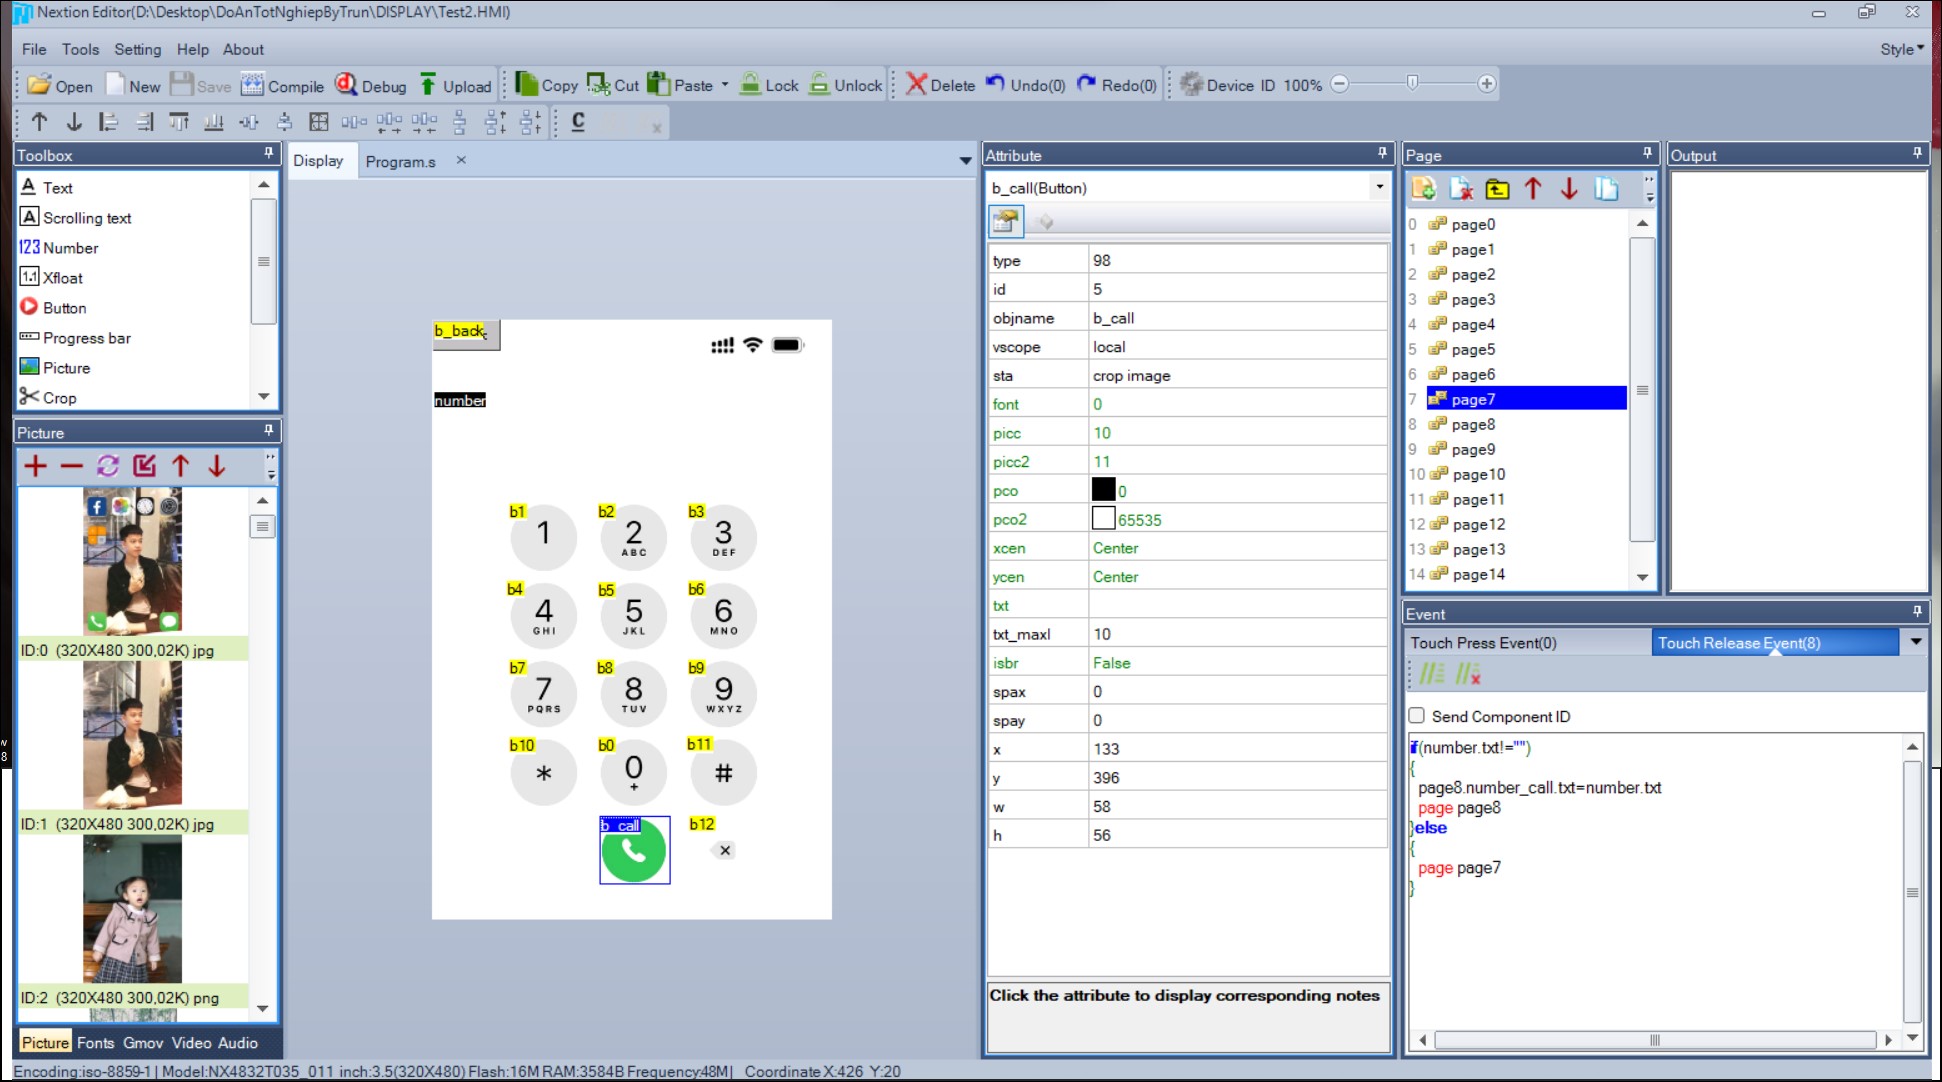 Nextion Editor(D:\Desktop\DoAnTotNghiepByTrun\DISPLAY\Test2.HMI)
File Tools Setting Help About
Style
Open New Save Compile Debug Upload Copy Cut Paste Lock Unlock Delete Undo(0) Redo(0) Device ID 100%
Toolbox
Text
Scrolling text
123 Number
1.1 Xfloat
Button
Progress bar
Picture
Crop
Picture
ID:0 (320X480 300,02K) jpg
ID:1 (320X480 300,02K) jpg
ID:2 (320X480 300,02K) png
Picture Fonts Gmov Video Audio
Display Program.s
b_back
number
b1 b2 b3
1 2 3
ABC DEF
b4 b5 b6
4 5 6
GHI JKL MNO
b7 b8 b9
7 8 9
PQRS TUV WXYZ
b10 b0 b11
* 0 #
+
b_call b12
Attribute
b_call(Button)
type 98
id 5
objname b_call
vscope local
sta crop image
font 0
picc 10
picc2 11
pco 0
pco2 65535
xcen Center
ycen Center
txt
txt_maxl 10
isbr False
spax 0
spay 0
x 133
y 396
w 58
h 56
Click the attribute to display corresponding notes
Page
0 page0
1 page1
2 page2
3 page3
4 page4
5 page5
6 page6
7 page7
8 page8
9 page9
10 page10
11 page11
12 page12
13 page13
14 page14
Output
Event
Touch Press Event(0) Touch Release Event(8)
Send Component ID
if(number.txt!="")
{
page8.number_call.txt=number.txt
page page8
}else
{
page page7
}
Encoding:iso-8859-1 | Model:NX4832T035_011 inch:3.5(320X480) Flash:16M RAM:3584B Frequency:48M | Coordinate X:426 Y:20